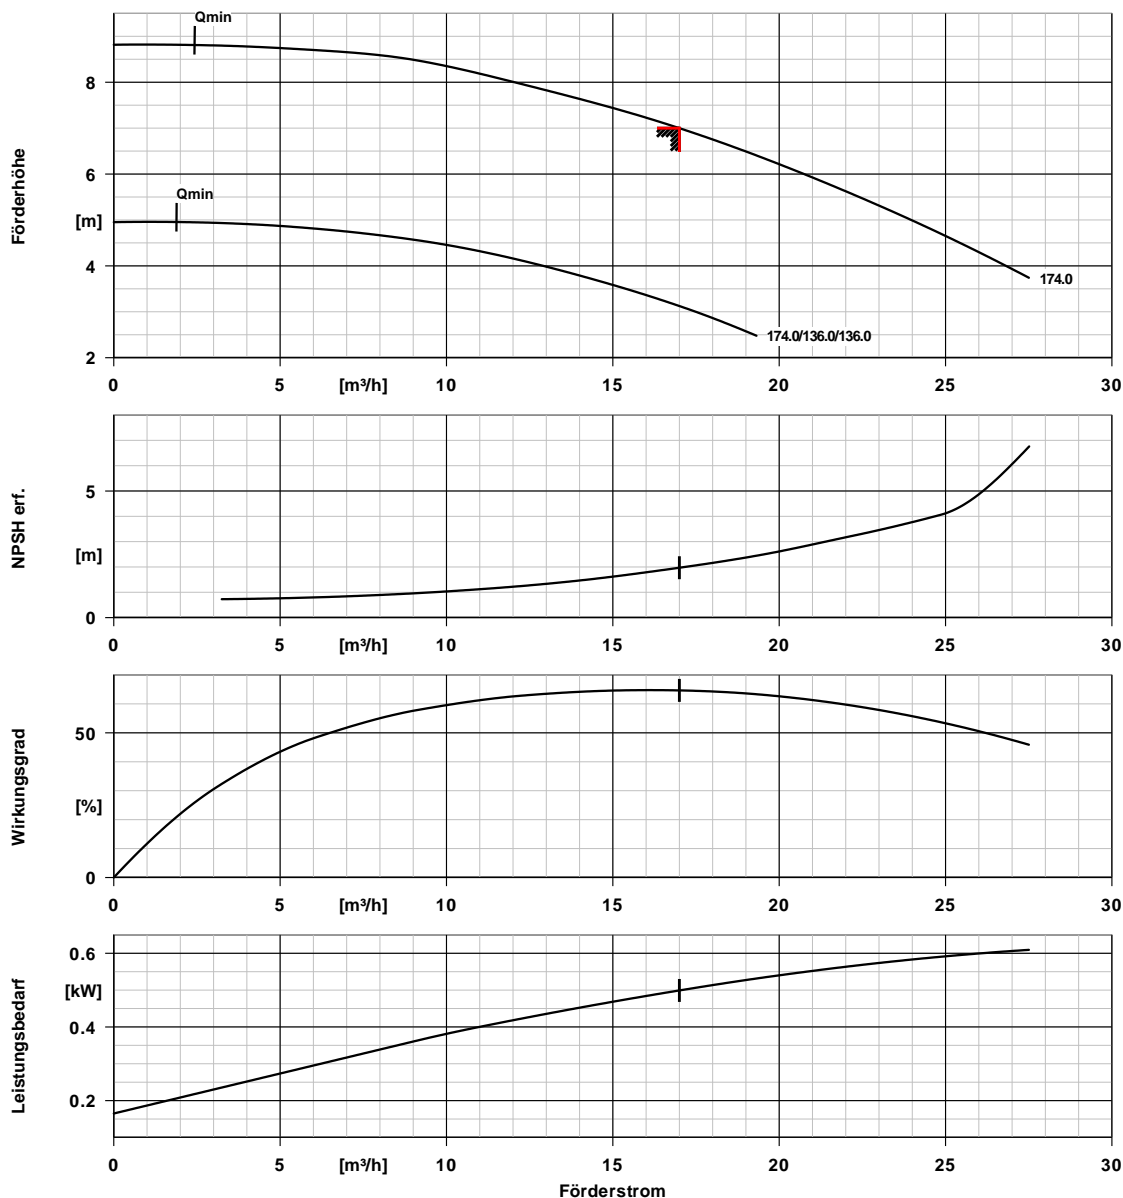 Qmin
8
Förderhöhe
6
Qmin
[m]
4
174.0
174.0/136.0/136.0
2
0 5 [m³/h] 10 15 20 25 30
NPSH erf.
5
[m]
0
0 5 [m³/h] 10 15 20 25 30
Wirkungsgrad
50
[%]
0
0 5 [m³/h] 10 15 20 25 30
Leistungsbedarf
0.6
[kW]
0.4
0.2
0 5 [m³/h] 10 15 20 25 30
Förderstrom